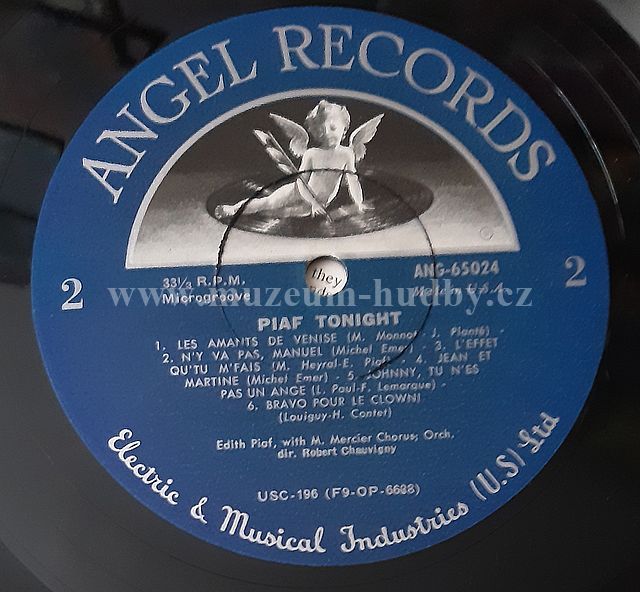 ANGEL RECORDS
33⅓ R.P.M.
Microgroove
ANG-65024
Made in U.S.A.
2
2
they
www.muzeum-hudby.cz
PIAF TONIGHT
1. LES AMANTS DE VENISE (M. Monnot - J. Planté) -
2. N'Y VA PAS, MANUEL (Michel Emer) - 3. L'EFFET
QU'TU M'FAIS (M. Heyral-E. Piaf) - 4. JEAN ET
MARTINE (Michel Emer) - 5. JOHNNY, TU N'ES
PAS UN ANGE (L. Paul-F. Lemarque) -
6. BRAVO POUR LE CLOWN!
(Louiguy-H. Contet)
Edith Piaf, with M. Mercier Chorus; Orch.
dir. Robert Chauvigny
USC-196 (F9-OP-6688)
Electric & Musical Industries (U.S) Ltd